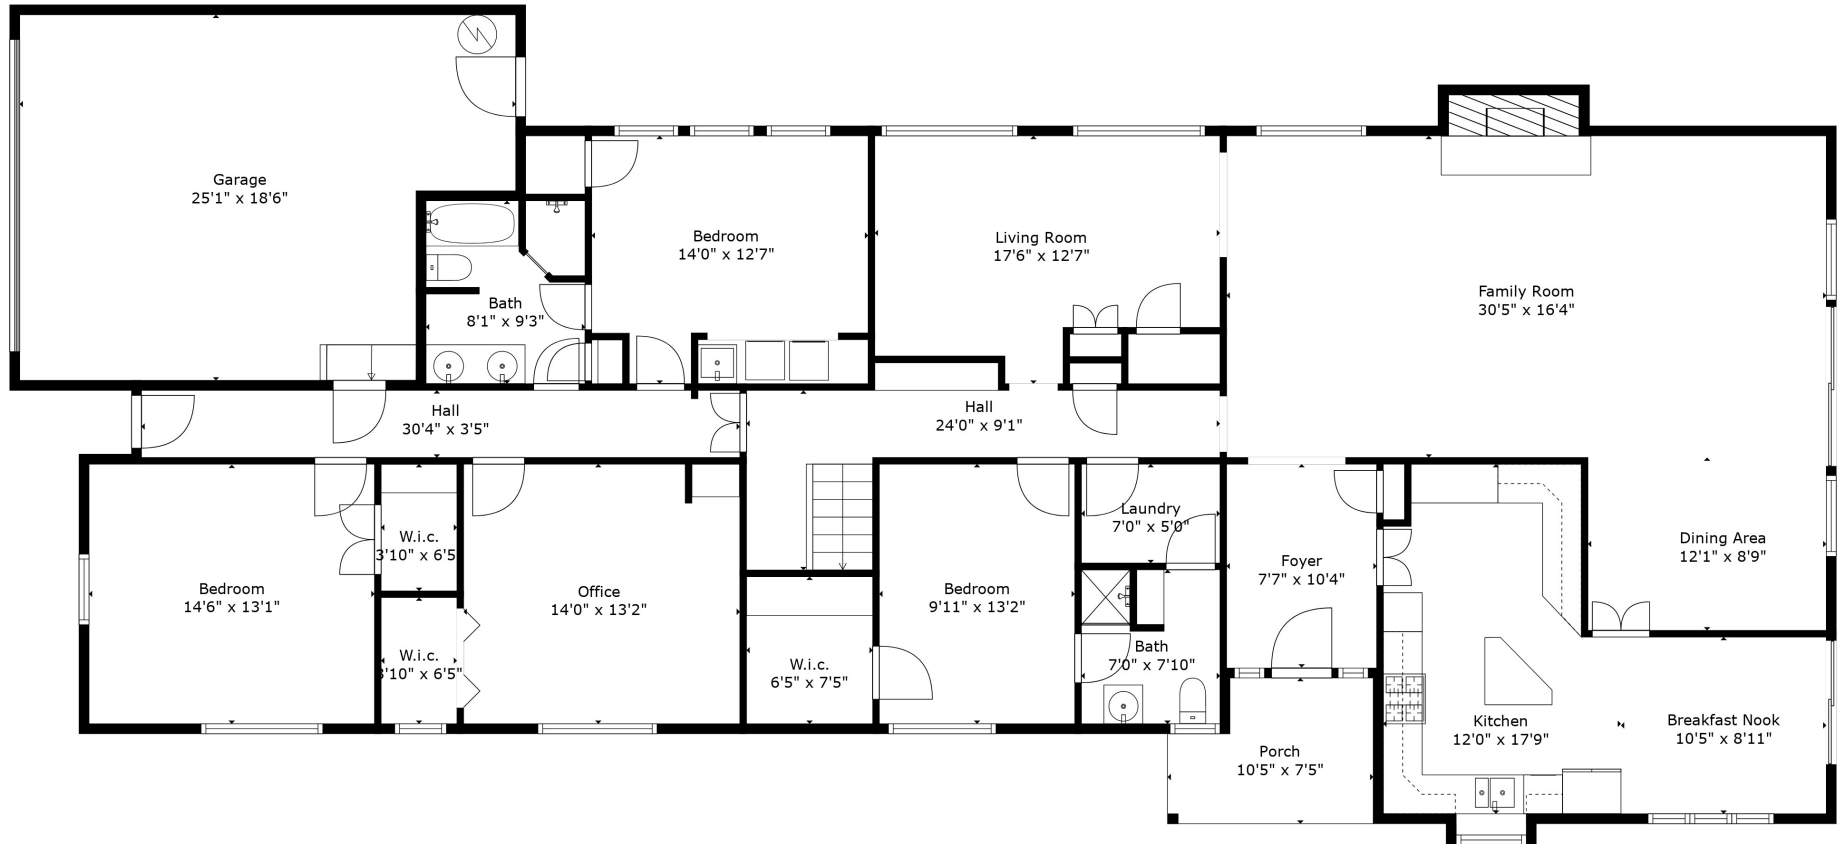 Garage
25'1" x 18'6"
Bedroom
14'0" x 12'7"
Living Room
17'6" x 12'7"
Family Room
30'5" x 16'4"
Bath
8'1" x 9'3"
Hall
30'4" x 3'5"
Hall
24'0" x 9'1"
W.i.c.
3'10" x 6'5
Laundry
7'0" x 5'0"
Dining Area
12'1" x 8'9"
Foyer
7'7" x 10'4"
Bedroom
14'6" x 13'1"
Office
14'0" x 13'2"
Bedroom
9'11" x 13'2"
W.i.c.
3'10" x 6'5"
W.i.c.
6'5" x 7'5"
Bath
7'0" x 7'10"
Kitchen
12'0" x 17'9"
Breakfast Nook
10'5" x 8'11"
Porch
10'5" x 7'5"